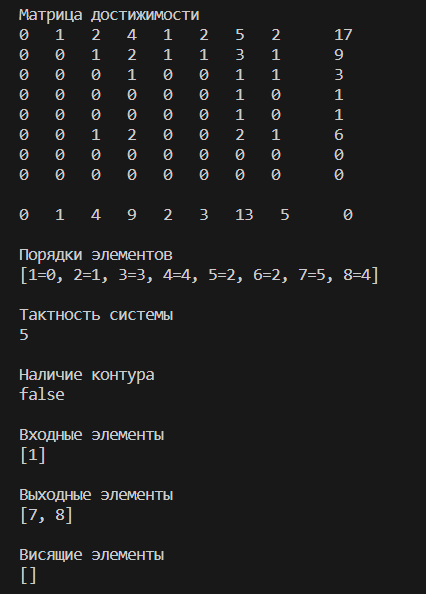 Матрица достижимости
0 1 2 4 1 2 5 2 17
0 0 1 2 1 1 3 1 9
0 0 0 1 0 0 1 1 3
0 0 0 0 0 0 1 0 1
0 0 0 0 0 0 1 0 1
0 0 1 2 0 0 2 1 6
0 0 0 0 0 0 0 0 0
0 0 0 0 0 0 0 0 0
0 1 4 9 2 3 13 5 0
Порядки элементов
[1=0, 2=1, 3=3, 4=4, 5=2, 6=2, 7=5, 8=4]
Тактность системы
5
Наличие контура
false
Входные элементы
[1]
Выходные элементы
[7, 8]
Висящие элементы
[]